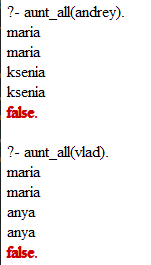 ?- aunt_all(andrey).
maria
maria
ksenia
ksenia
false.
?- aunt_all(vlad).
maria
maria
anya
anya
false.